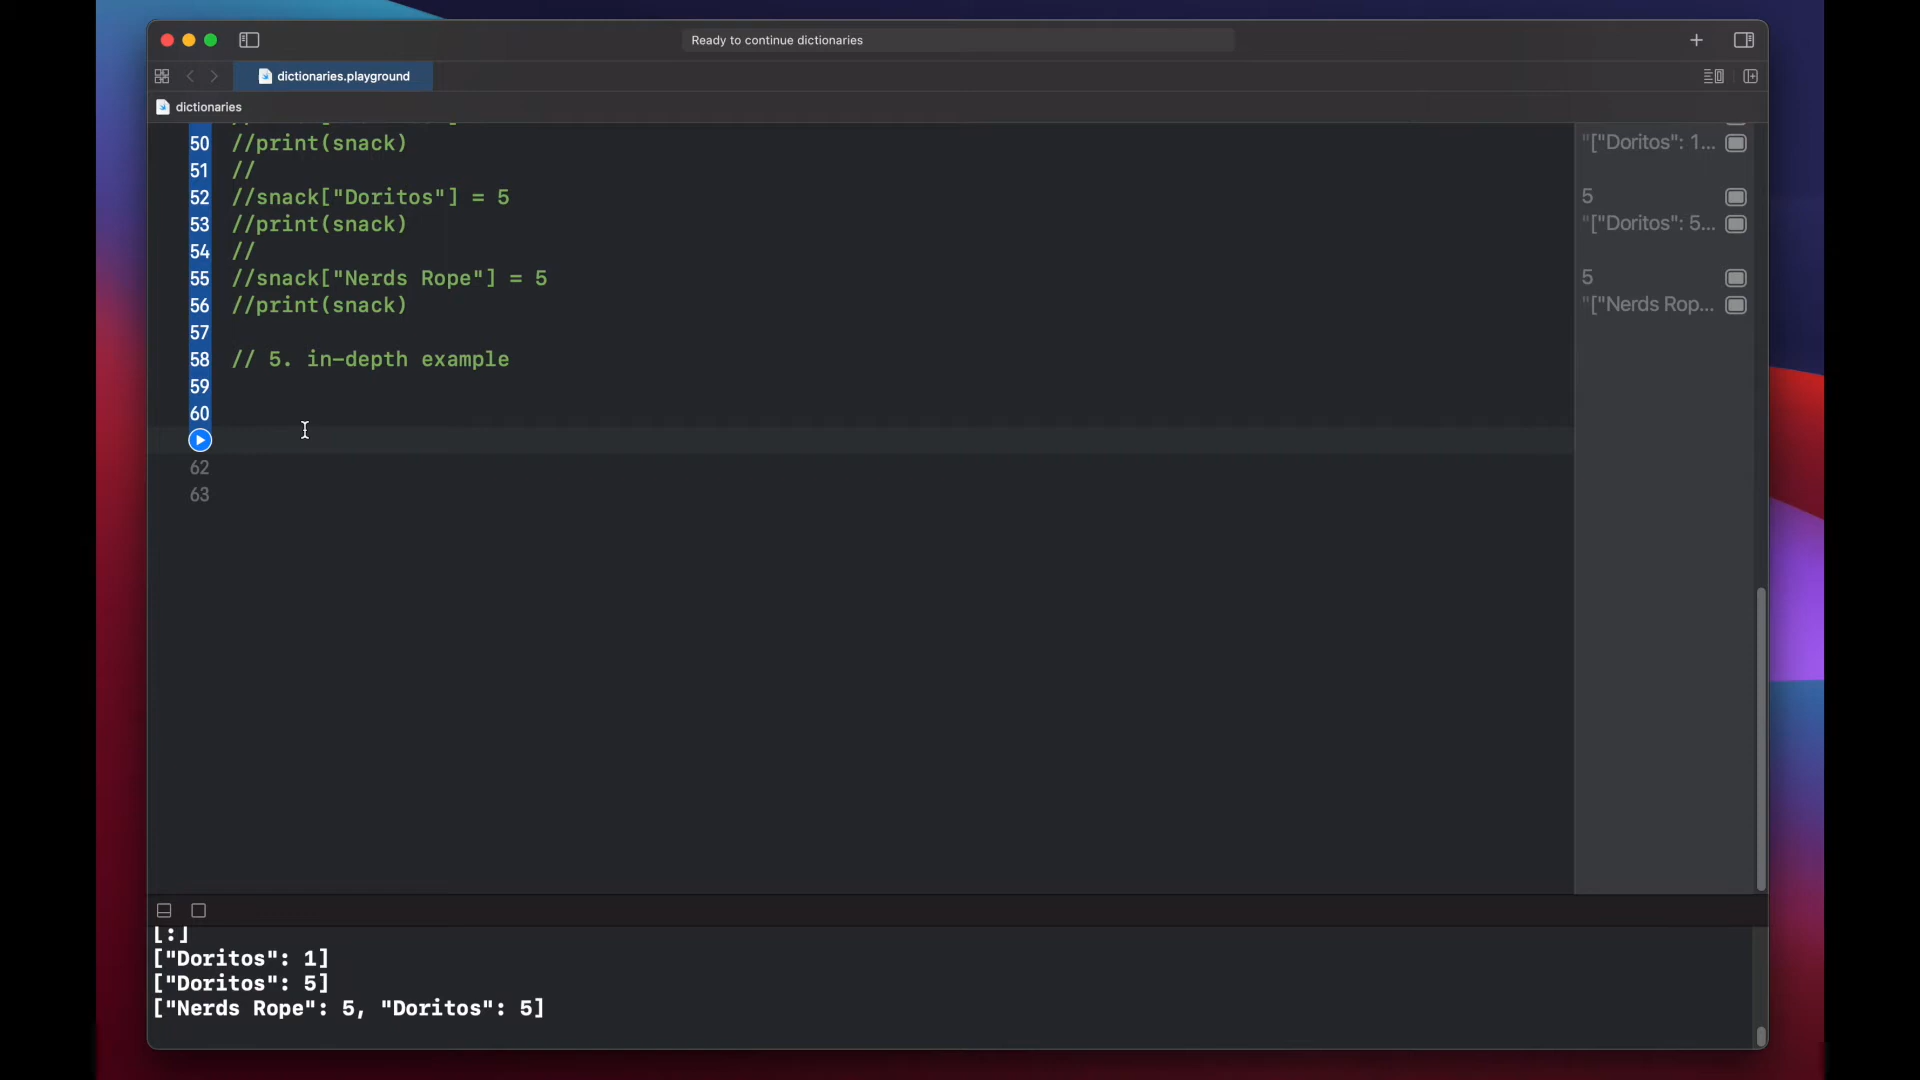 Ready to continue dictionaries
dictionaries.playground
dictionaries
50 //print(snack)
"["Doritos": 1...
51 //
52 //snack["Doritos"] = 5
5
53 //print(snack)
"["Doritos": 5...
54 //
55 //snack["Nerds Rope"] = 5
5
56 //print(snack)
"["Nerds Rop...
57
58 // 5. in-depth example
59
60
62
63
[:]
["Doritos": 1]
["Doritos": 5]
["Nerds Rope": 5, "Doritos": 5]